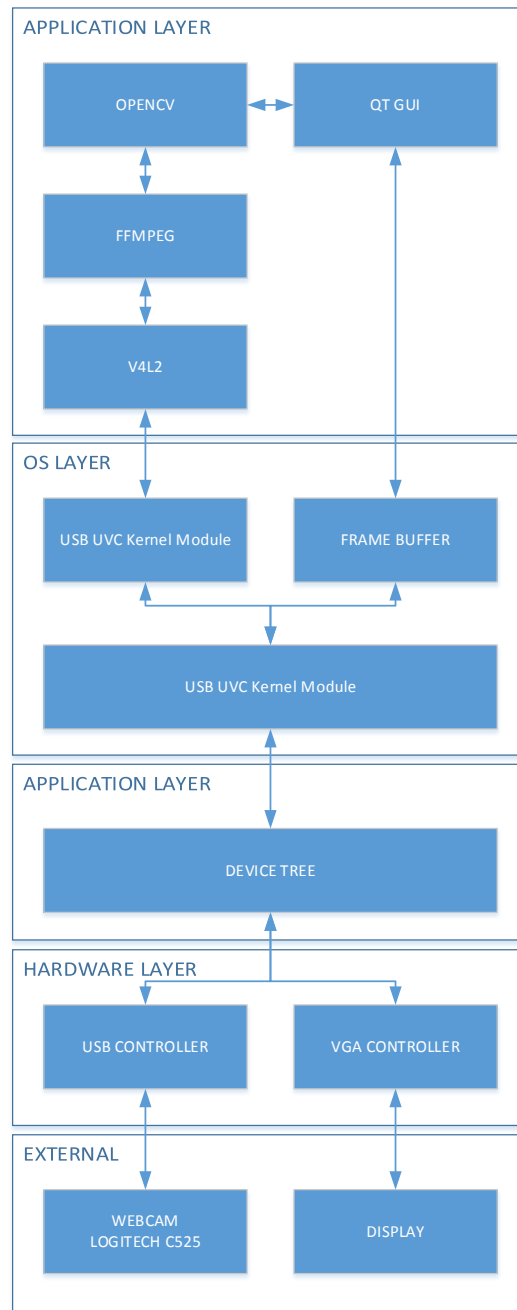 APPLICATION LAYER
OPENCV
QT GUI
FFMPEG
V4L2
OS LAYER
USB UVC Kernel Module
FRAME BUFFER
USB UVC Kernel Module
APPLICATION LAYER
DEVICE TREE
HARDWARE LAYER
USB CONTROLLER
VGA CONTROLLER
EXTERNAL
WEBCAM
LOGITECH C525
DISPLAY